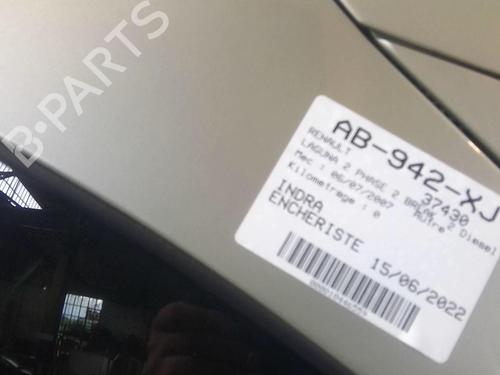 B-PARTS
AB-942-XJ
37430
RENAULT
LAGUNA 2 PHASE 2 BREAK
Autre 2 Diesel
Mec : 06/07/2007
Kilometrage : 0
INDRA
ENCHERISTE 15/06/2022